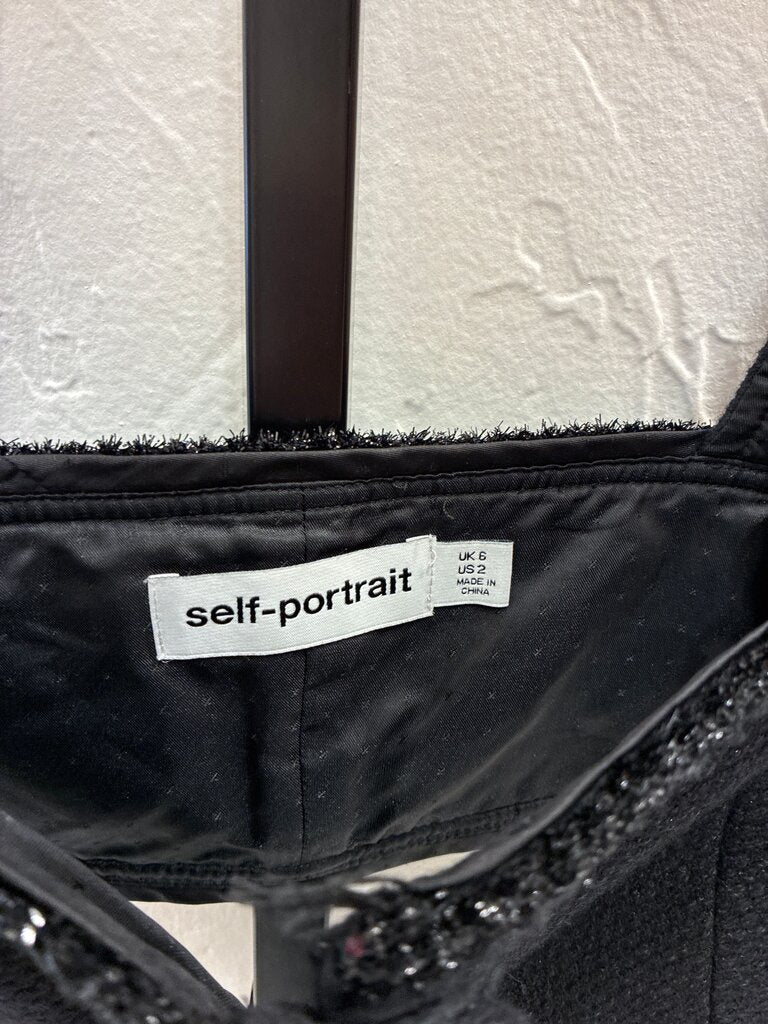 self-portrait
UK 6
US 2
MADE IN
CHINA